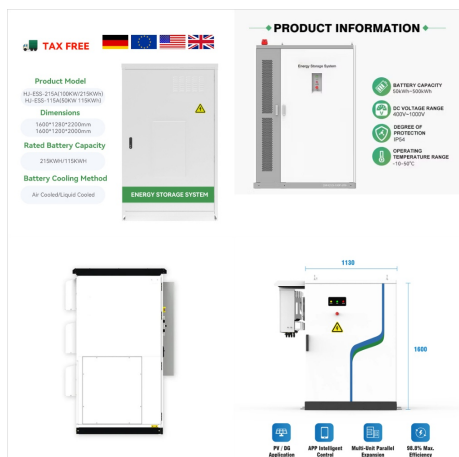 TAX FREE
Product Model
HJ-ESS-215A(100KW/215KWh)
HJ-ESS-115A(50KW 115KWh)
Dimensions
1600*1280*2200mm
1600*1200*2000mm
Rated Battery Capacity
215KWH/115KWH
Battery Cooling Method
Air Cooled/Liquid Cooled
ENERGY STORAGE SYSTEM
PRODUCT INFORMATION
Energy Storage System
BATTERY CAPACITY
50kWh~500kWh
DC VOLTAGE RANGE
400V~1000V
DEGREE OF
PROTECTION
IP54
OPERATING
TEMPERATURE RANGE
-10~50°C
1130
1600
PV / DG
Application
APP Intelligent
Control
Multi-Unit Parallel
Expansion
98.8% Max.
Efficiency